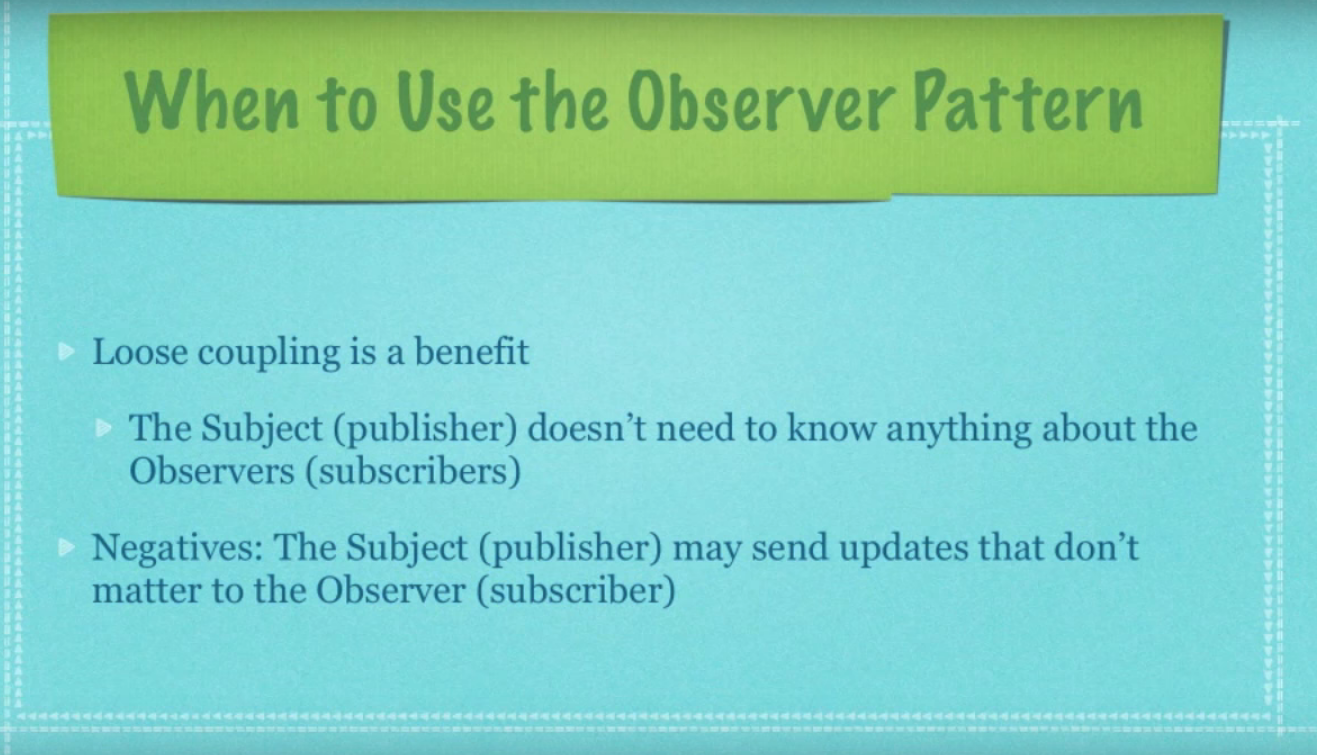 When to Use the Observer Pattern
Loose coupling is a benefit
The Subject (publisher) doesn’t need to know anything about the
Observers (subscribers)
Negatives: The Subject (publisher) may send updates that don’t
matter to the Observer (subscriber)